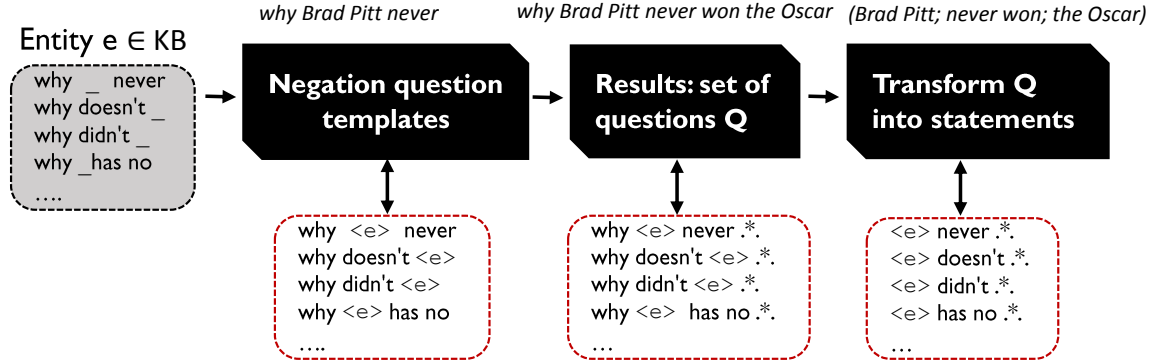 why Brad Pitt never
why Brad Pitt never won the Oscar
(Brad Pitt; never won; the Oscar)
Entity e ∈ KB
why _ never
why doesn't _
why didn't _
why _has no
….
Negation question
templates
Results: set of
questions Q
Transform Q
into statements
why <e> never
why doesn't <e>
why didn't <e>
why <e> has no
….
why <e> never .*.
why doesn't <e> .*.
why didn't <e> .*.
why <e> has no .*.
…
<e> never .*.
<e> doesn't .*.
<e> didn't .*.
<e> has no .*.
…